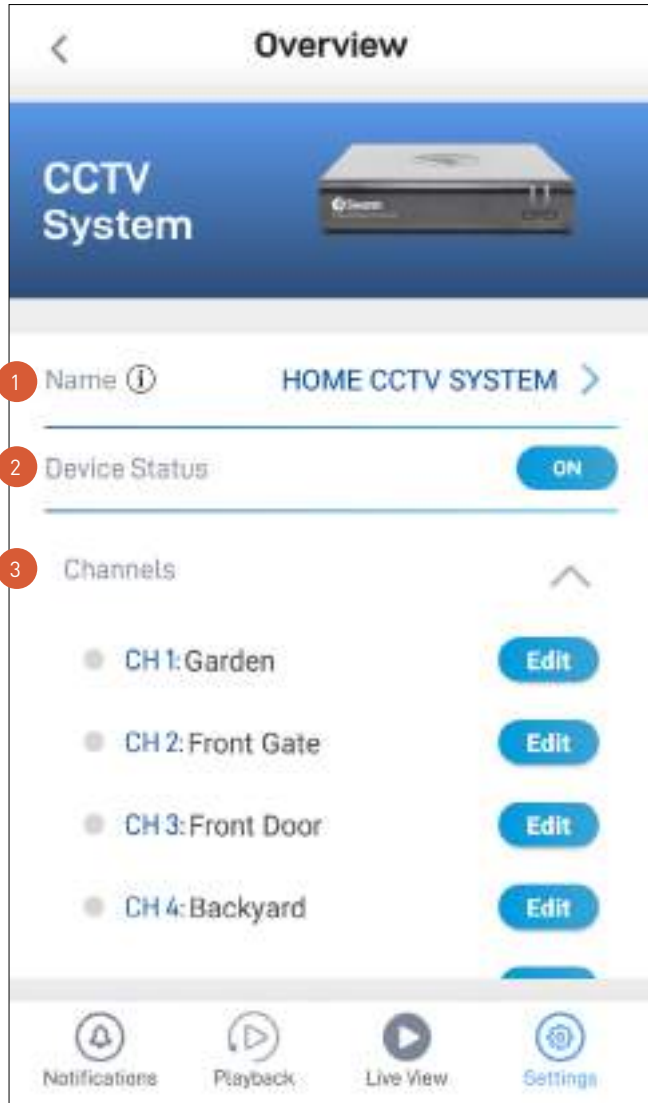 Overview
CCTV
System
Swann
1 Name HOME CCTV SYSTEM
2 Device Status ON
3 Channels
CH 1: Garden Edit
CH 2: Front Gate Edit
CH 3: Front Door Edit
CH 4: Backyard Edit
Notifications Playback Live View Settings